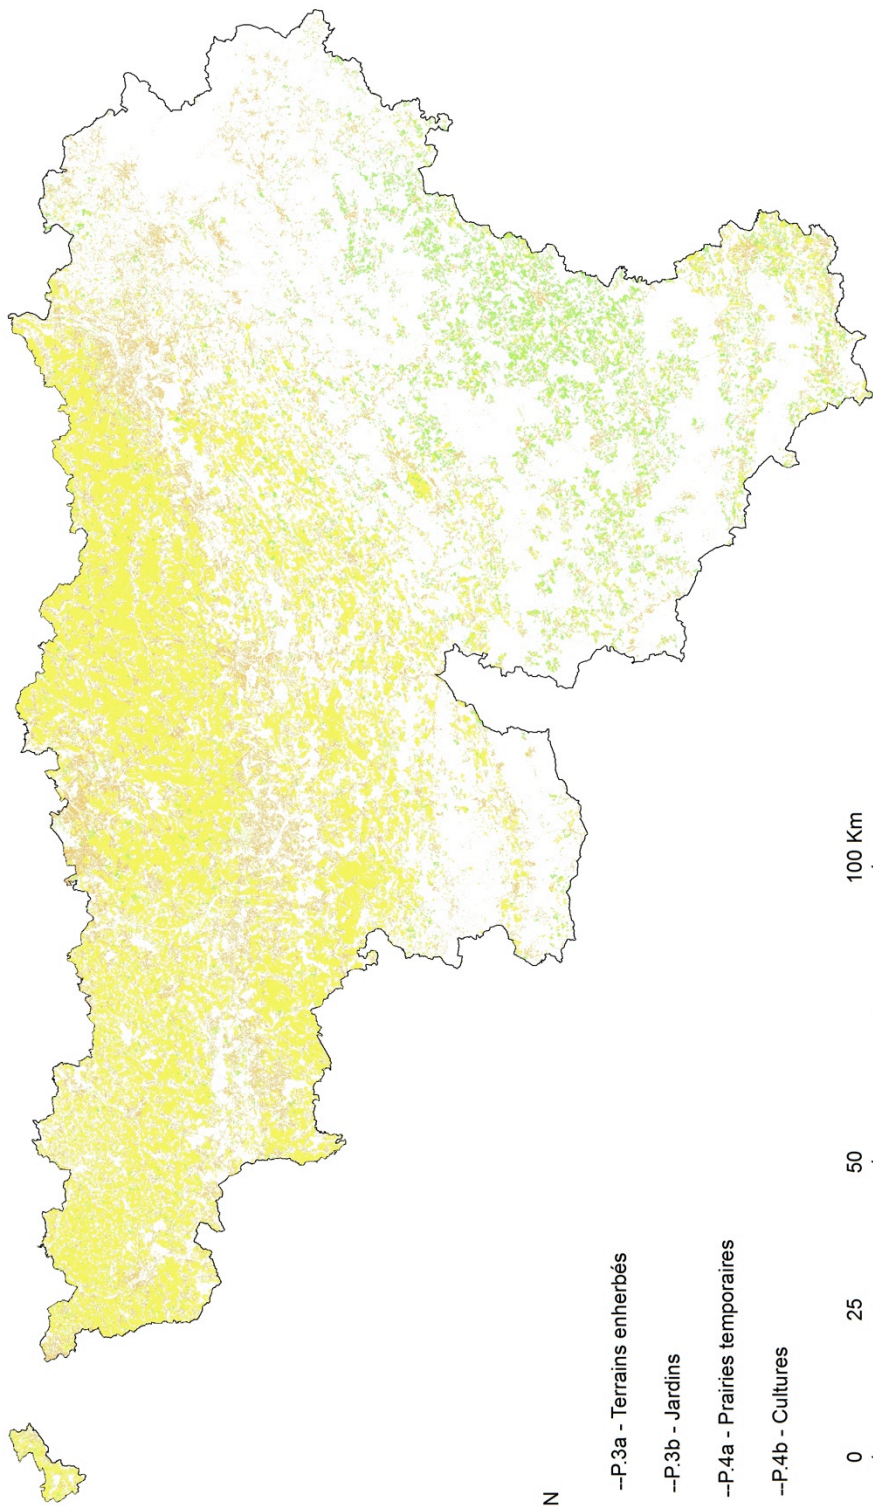 N
--P.3a - Terrains enherbés
--P.3b - Jardins
--P.4a - Prairies temporaires
--P.4b - Cultures
0 25 50 100 Km